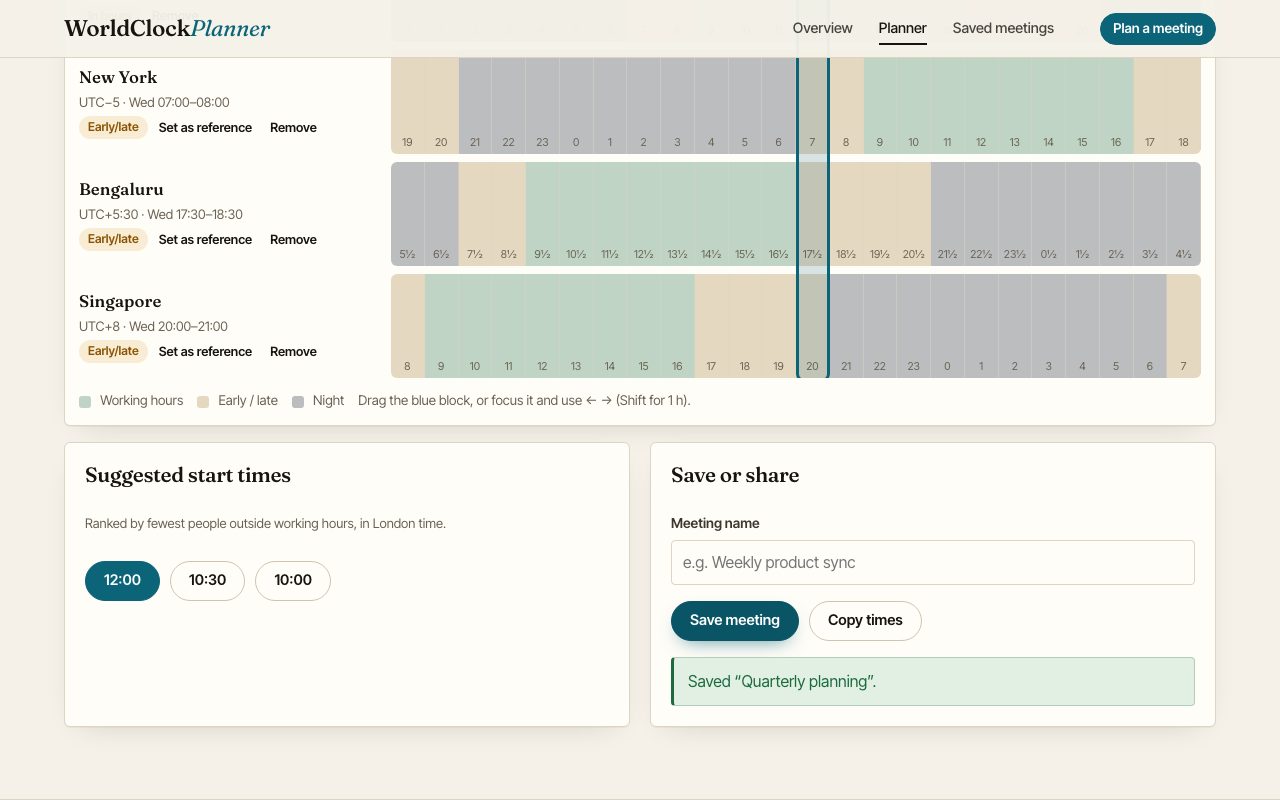 WorldClockPlanner
Overview
Planner
Saved meetings
Plan a meeting
New York
UTC−5 · Wed 07:00–08:00
Early/late
Set as reference
Remove
19 20 21 22 23 0 1 2 3 4 5 6 7 8 9 10 11 12 13 14 15 16 17 18
Bengaluru
UTC+5:30 · Wed 17:30–18:30
Early/late
Set as reference
Remove
5½ 6½ 7½ 8½ 9½ 10½ 11½ 12½ 13½ 14½ 15½ 16½ 17½ 18½ 19½ 20½ 21½ 22½ 23½ 0½ 1½ 2½ 3½ 4½
Singapore
UTC+8 · Wed 20:00–21:00
Early/late
Set as reference
Remove
8 9 10 11 12 13 14 15 16 17 18 19 20 21 22 23 0 1 2 3 4 5 6 7
Working hours
Early / late
Night
Drag the blue block, or focus it and use ← → (Shift for 1 h).
Suggested start times
Ranked by fewest people outside working hours, in London time.
12:00
10:30
10:00
Save or share
Meeting name
e.g. Weekly product sync
Save meeting
Copy times
Saved “Quarterly planning”.